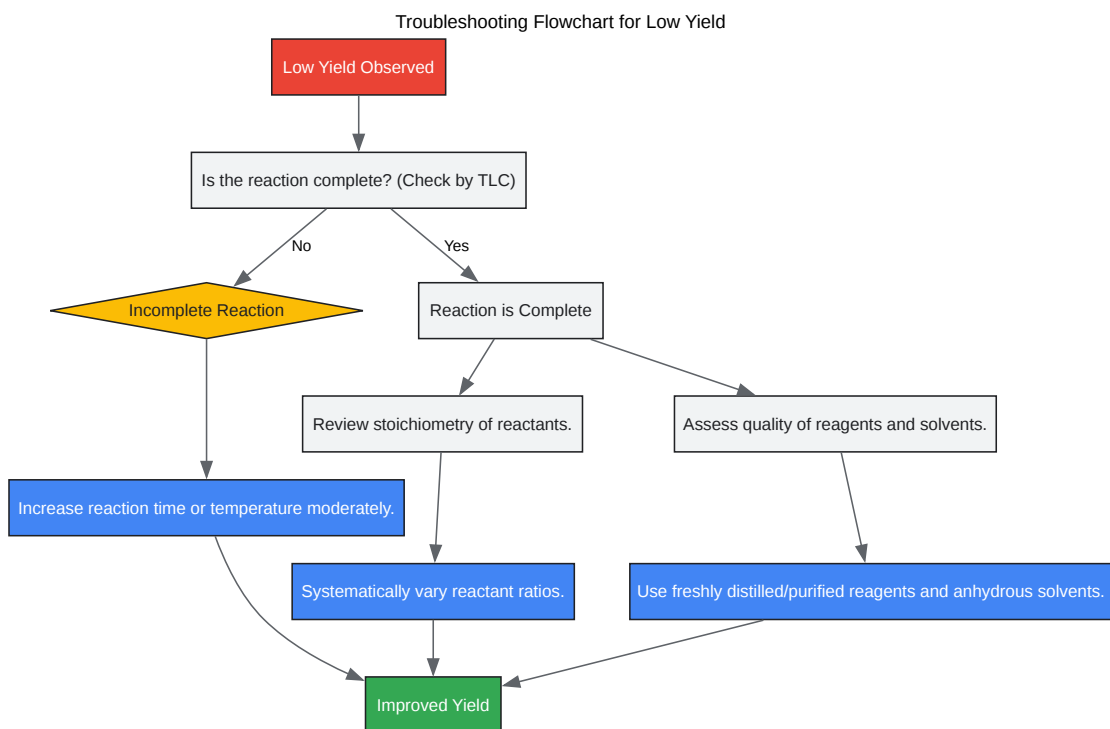 Troubleshooting Flowchart for Low Yield
Low Yield Observed
Is the reaction complete? (Check by TLC)
No
Yes
Incomplete Reaction
Reaction is Complete
Review stoichiometry of reactants.
Assess quality of reagents and solvents.
Increase reaction time or temperature moderately.
Systematically vary reactant ratios.
Use freshly distilled/purified reagents and anhydrous solvents.
Improved Yield